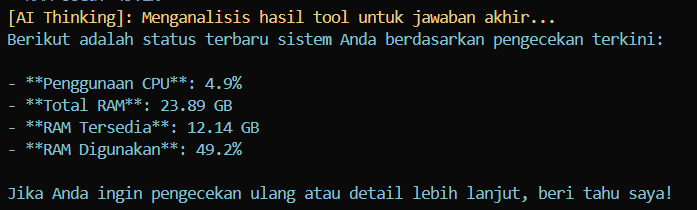 [AI Thinking]: Menganalisis hasil tool untuk jawaban akhir...
Berikut adalah status terbaru sistem Anda berdasarkan pengecekan terkini:
- **Penggunaan CPU**: 4.9%
- **Total RAM**: 23.89 GB
- **RAM Tersedia**: 12.14 GB
- **RAM Digunakan**: 49.2%
Jika Anda ingin pengecekan ulang atau detail lebih lanjut, beri tahu saya!